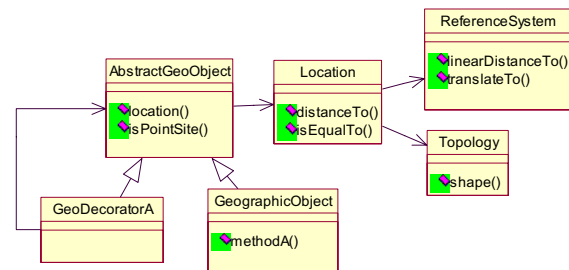 ReferenceSystem
linearDistanceTo()
translateTo()
AbstractGeoObject
location()
isPointSite()
Location
distanceTo()
isEqualTo()
Topology
shape()
GeoDecoratorA
GeographicObject
methodA()